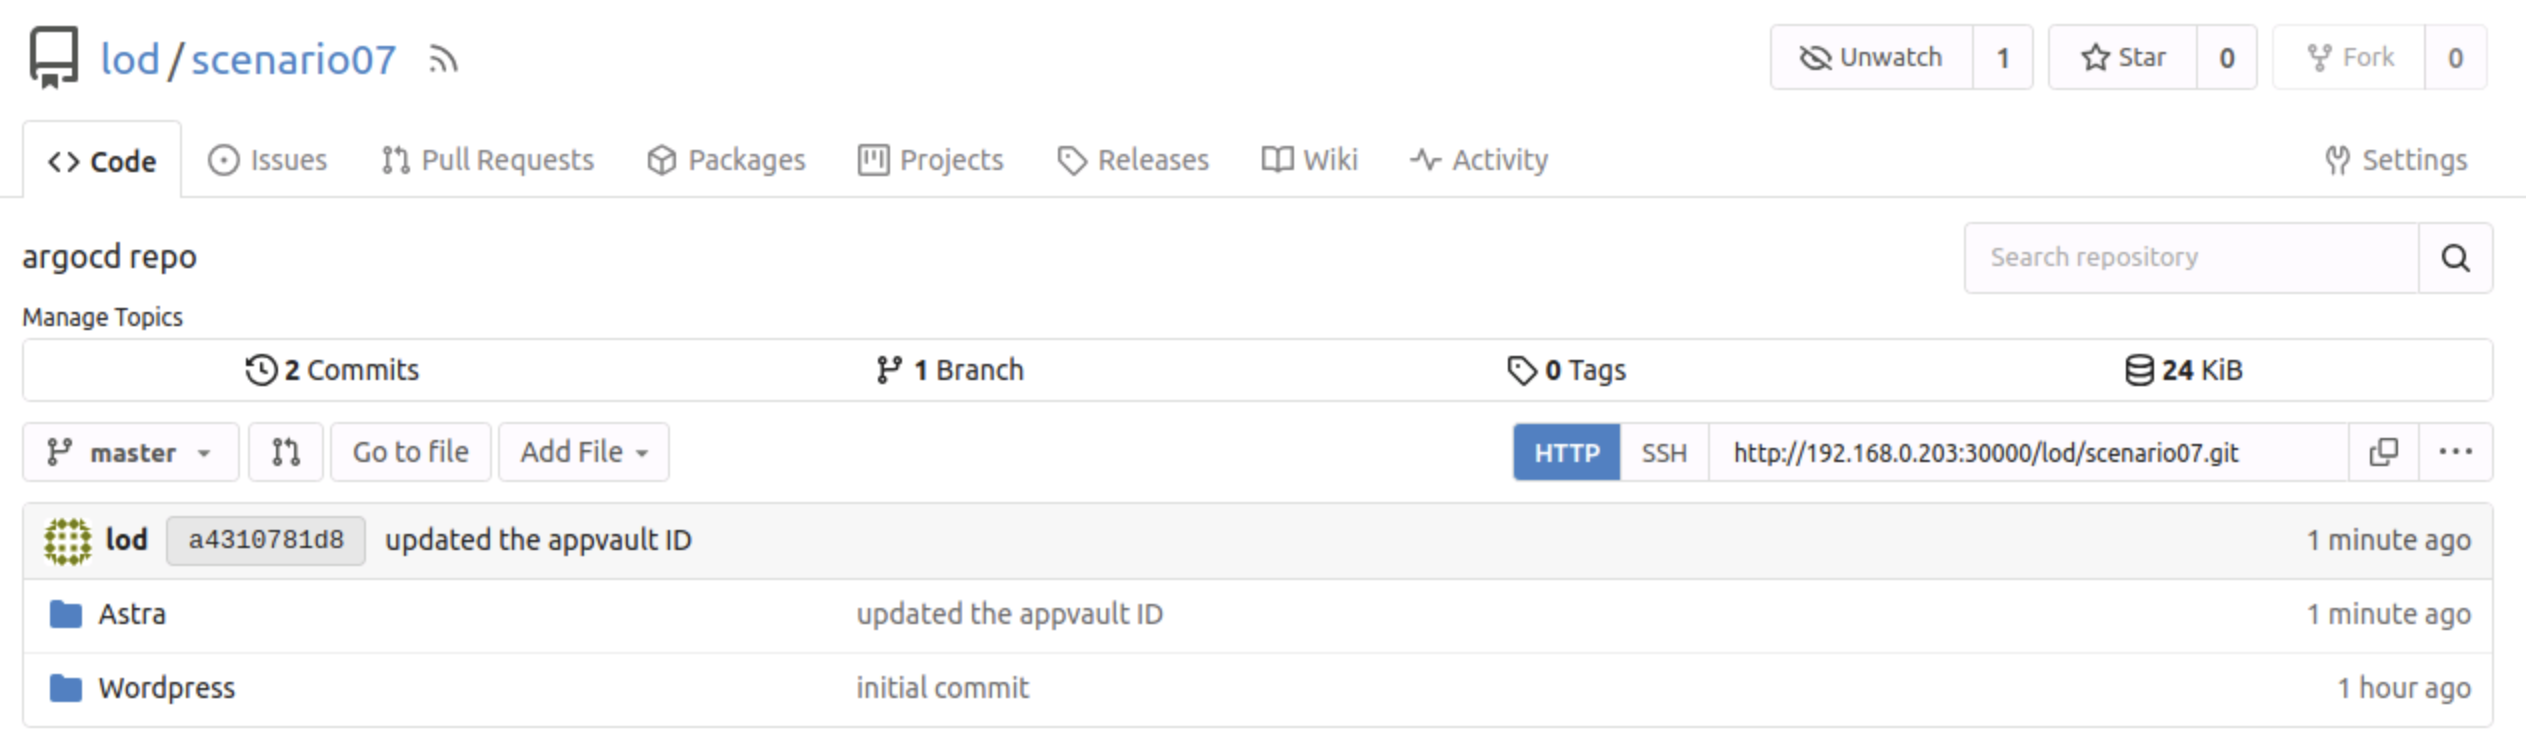 lod / scenario07
Unwatch 1 Star 0 Fork 0
Code Issues Pull Requests Packages Projects Releases Wiki Activity Settings
argocd repo
Search repository
Manage Topics
2 Commits 1 Branch 0 Tags 24 KiB
master Go to file Add File HTTP SSH http://192.168.0.203:30000/lod/scenario07.git ...
lod a4310781d8 updated the appvault ID 1 minute ago
Astra updated the appvault ID 1 minute ago
Wordpress initial commit 1 hour ago